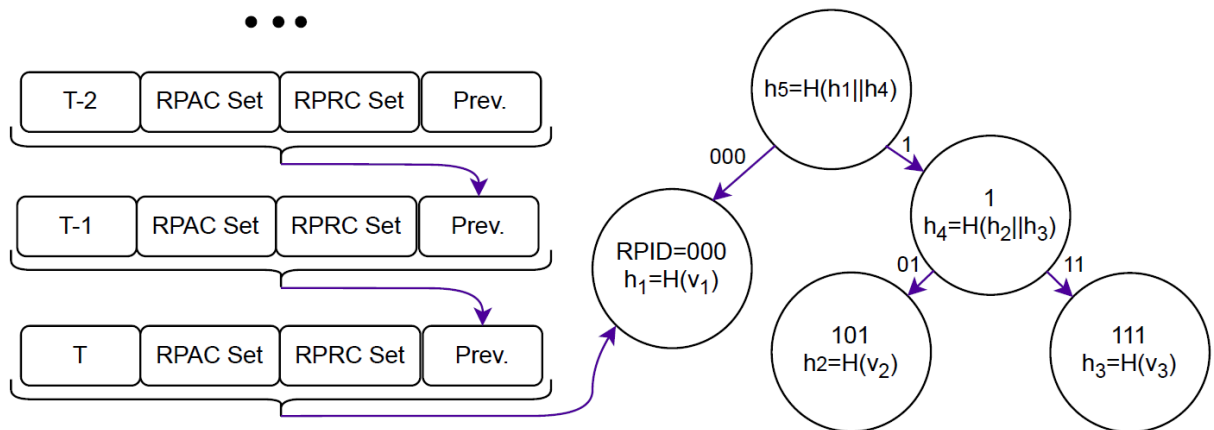 T-2 RPAC Set RPRC Set Prev.
T-1 RPAC Set RPRC Set Prev.
T RPAC Set RPRC Set Prev.
h5=H(h1||h4)
000
1
RPID=000
h₁=H(v₁)
1
h₄=H(h₂||h₃)
01
11
101
h2=H(v₂)
111
h₃=H(v₃)